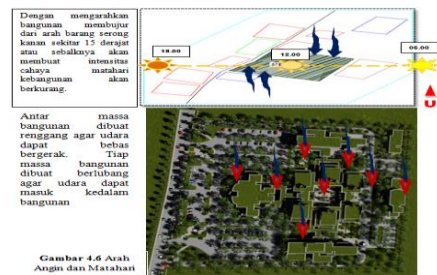 Dengan mengarahkan
bangunan membujur
dari arah barang serong
kanan sekitar 15 derajat
atau sebaliknya akan
membuat intensitas
cahaya matahari
kebangunan akan
berkurang.
18.00
12.00
06.00
U
Antar massa
bangunan dibuat
renggang agar udara
dapat bebas
bergerak. Tiap
massa bangunan
dibuat berlubang
agar udara dapat
masuk kedalam
bangunan
Gambar 4.6 Arah
Angin dan Matahari